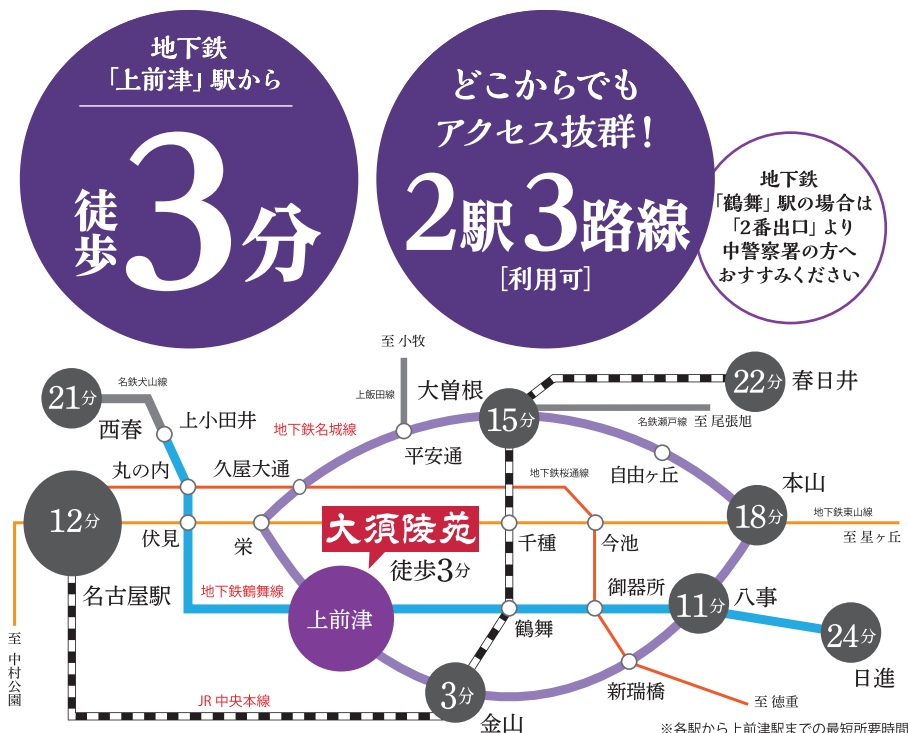 地下鉄
「上前津」駅から
徒歩3分
どこからでも
アクセス抜群！
2駅3路線
［利用可］
地下鉄
「鶴舞」駅の場合は
「2番出口」より
中警察署の方へ
おすすみください
至 小牧
名鉄犬山線
21分
西春
上小田井
上飯田線
大曽根
15分
22分
春日井
名鉄瀬戸線
至 尾張旭
地下鉄名城線
平安通
丸の内
久屋大通
地下鉄桜通線
自由ヶ丘
本山
12分
18分
地下鉄東山線
伏見
栄
大須陵苑
徒歩3分
千種
今池
至 星ヶ丘
名古屋駅
地下鉄鶴舞線
上前津
鶴舞
御器所
11分
八事
24分
日進
至 中村公園
3分
金山
新瑞橋
至 徳重
JR 中央本線
※各駅から上前津駅までの最短所要時間